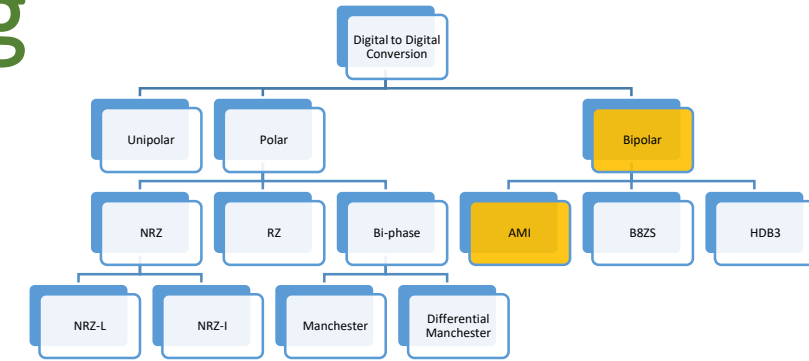 g
Digital to Digital
Conversion
Unipolar
Polar
Bipolar
NRZ
RZ
Bi-phase
AMI
B8ZS
HDB3
NRZ-L
NRZ-I
Manchester
Differential
Manchester